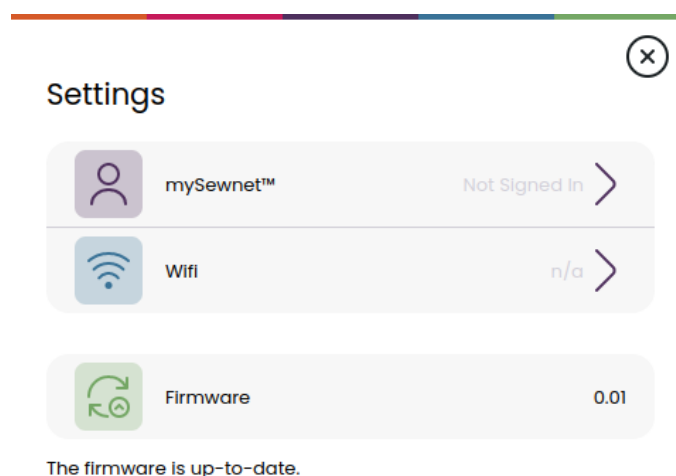 Settings
mySewnet™ Not Signed In
Wifi n/a
Firmware 0.01
The firmware is up-to-date.